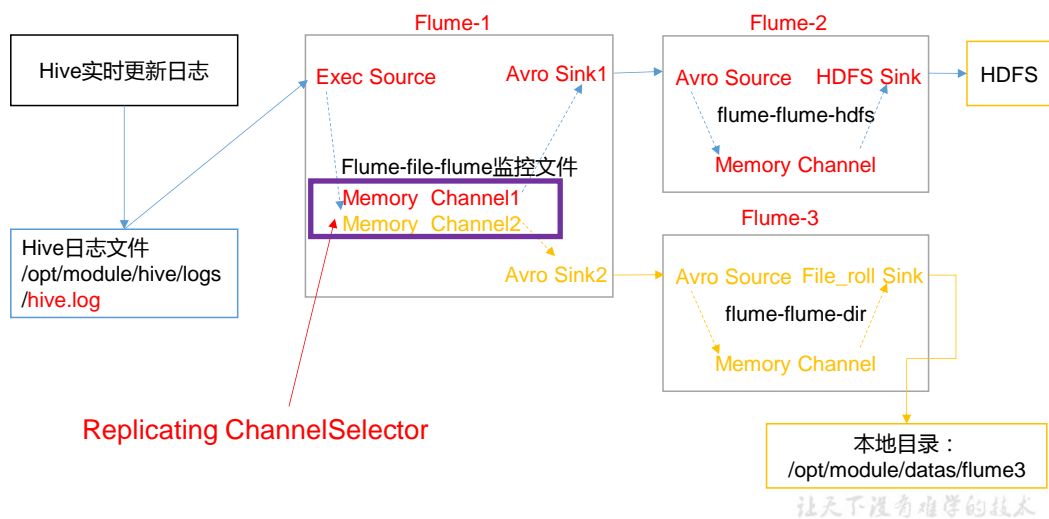 Flume-1
Flume-2
Hive实时更新日志
Exec Source
Avro Sink1
Avro Source
HDFS Sink
HDFS
flume-flume-hdfs
Memory Channel
Flume-file-flume监控文件
Memory Channel1
Memory Channel2
Flume-3
Hive日志文件
/opt/module/hive/logs
/hive.log
Avro Sink2
Avro Source
File_roll Sink
flume-flume-dir
Memory Channel
Replicating ChannelSelector
本地目录：
/opt/module/datas/flume3
让天下没有难学的技术